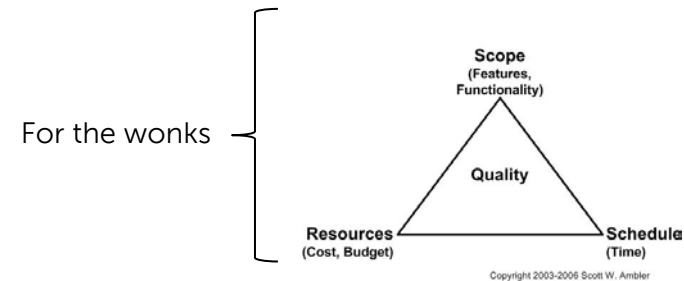 For the wonks
Scope
(Features,
Functionality)
Quality
Resources
(Cost, Budget)
Schedule
(Time)
Copyright 2003-2006 Scott W. Ambler